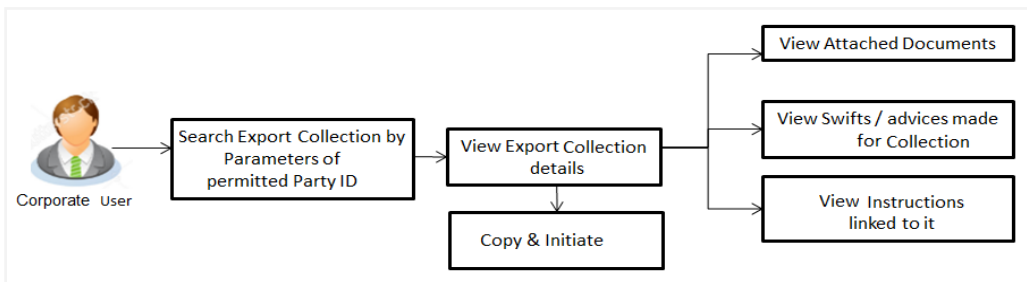 Corporate User
Search Export Collection by
Parameters of
permitted Party ID
View Export Collection
details
Copy & Initiate
View Attached Documents
View Swifts / advices made
for Collection
View Instructions
linked to it